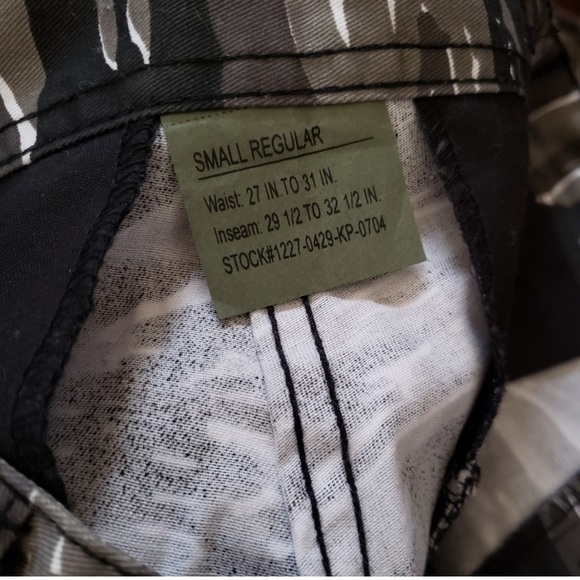 SMALL REGUL4R
Waist: 27 IN.TO 31 IN.
Inseam: 29 1/2 TO 32 1/2 IN.
STOCK#1227-0429-KP-0704